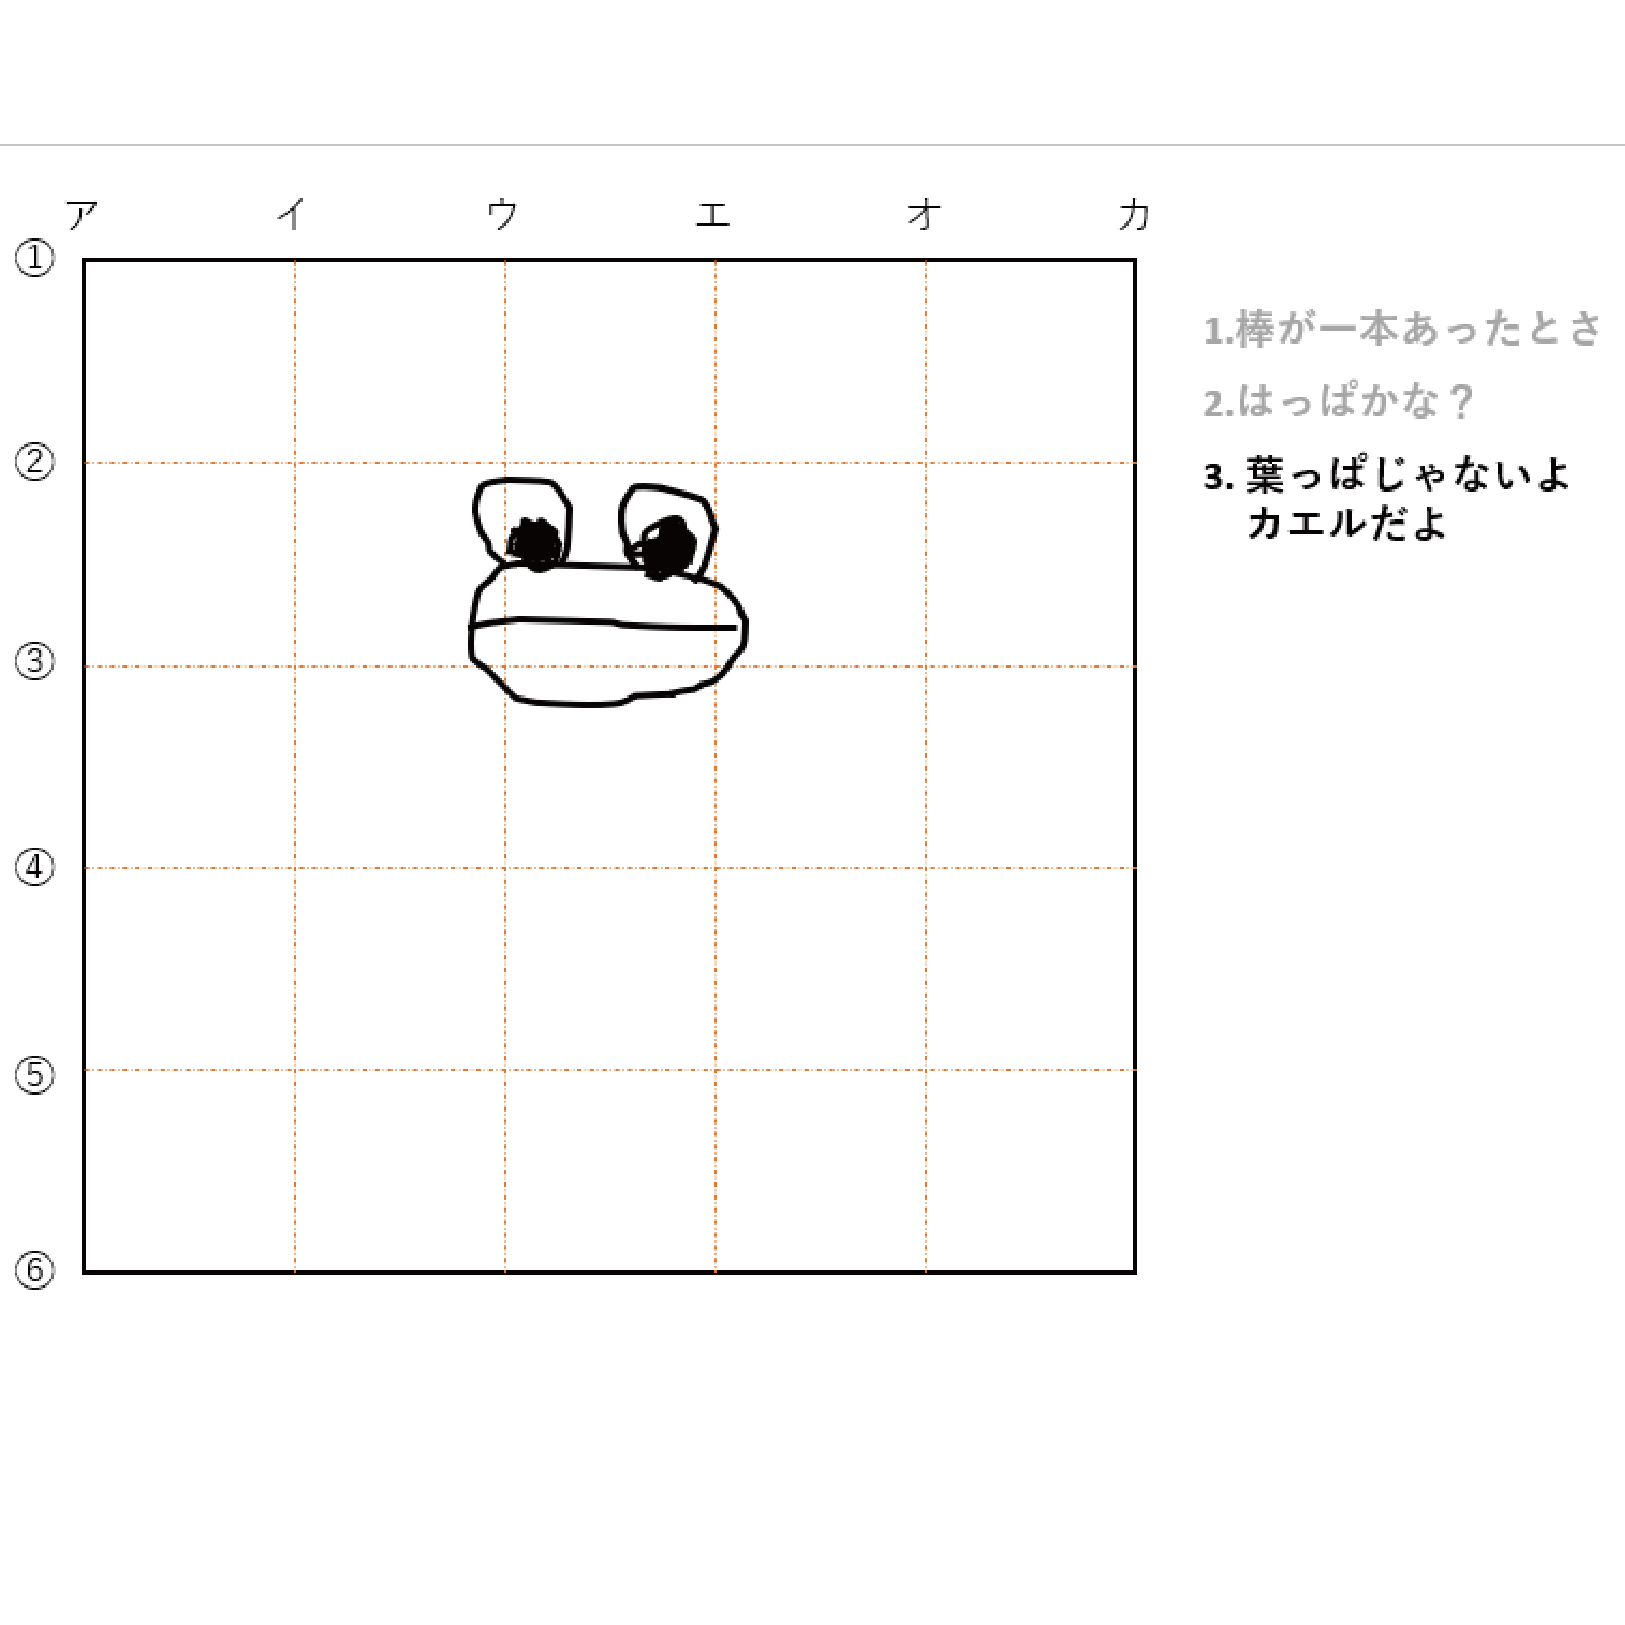 ア イ ウ エ オ カ
①
②
③
④
⑤
⑥
1.棒が一本あったとさ
2.はっぱかな？
3. 葉っぱじゃないよ
カエルだよ